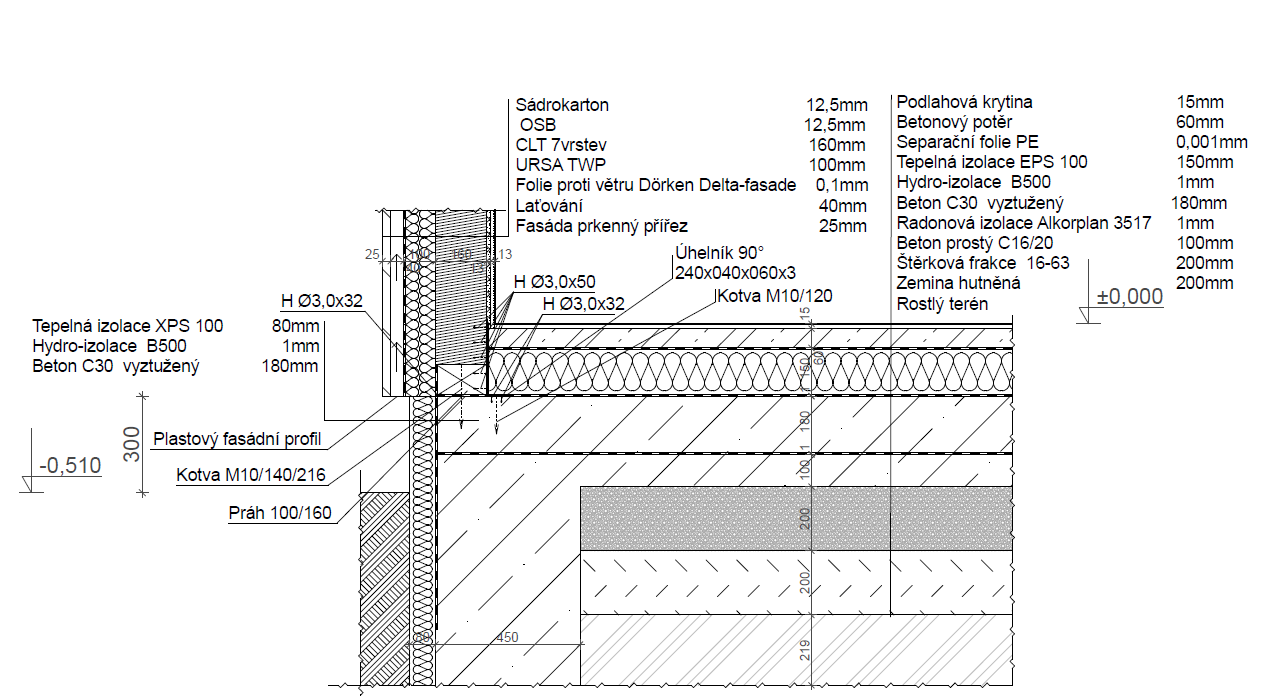 Sádrokarton 12,5mm
OSB 12,5mm
CLT 7vrstev 160mm
URSA TWP 100mm
Folie proti větru Dörken Delta-fasade 0,1mm
Laťování 40mm
Fasáda prkenný přířez 25mm
Podlahová krytina 15mm
Betonový potěr 60mm
Separační folie PE 0,001mm
Tepelná izolace EPS 100 150mm
Hydro-izolace B500 1mm
Beton C30 vyztužený 180mm
Radonová izolace Alkorplan 3517 1mm
Beton prostý C16/20 100mm
Štěrková frakce 16-63 200mm
Zemina hutněná 200mm
Rostlý terén
±0,000
25 100 160 13
40
Úhelník 90°
240x040x060x3
H Ø3,0x50
Kotva M10/120
H Ø3,0x32
H Ø3,0x32
Tepelná izolace XPS 100 80mm
Hydro-izolace B500 1mm
Beton C30 vyztužený 180mm
15
60
150
1
180
1
100
200
200
219
300
-0,510
Plastový fasádní profil
Kotva M10/140/216
Práh 100/160
80 450